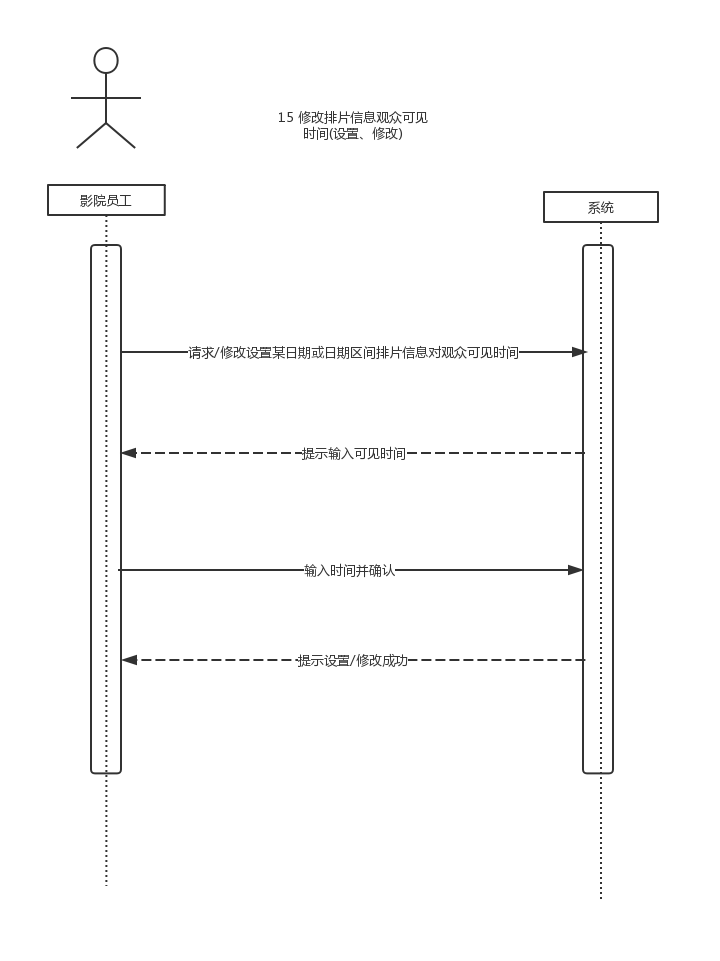 15 修改排片信息观众可见
时间(设置、修改)
影院员工
系统
请求/修改设置某日期或日期区间排片信息对观众可见时间
提示输入可见时间
输入时间并确认
提示设置/修改成功